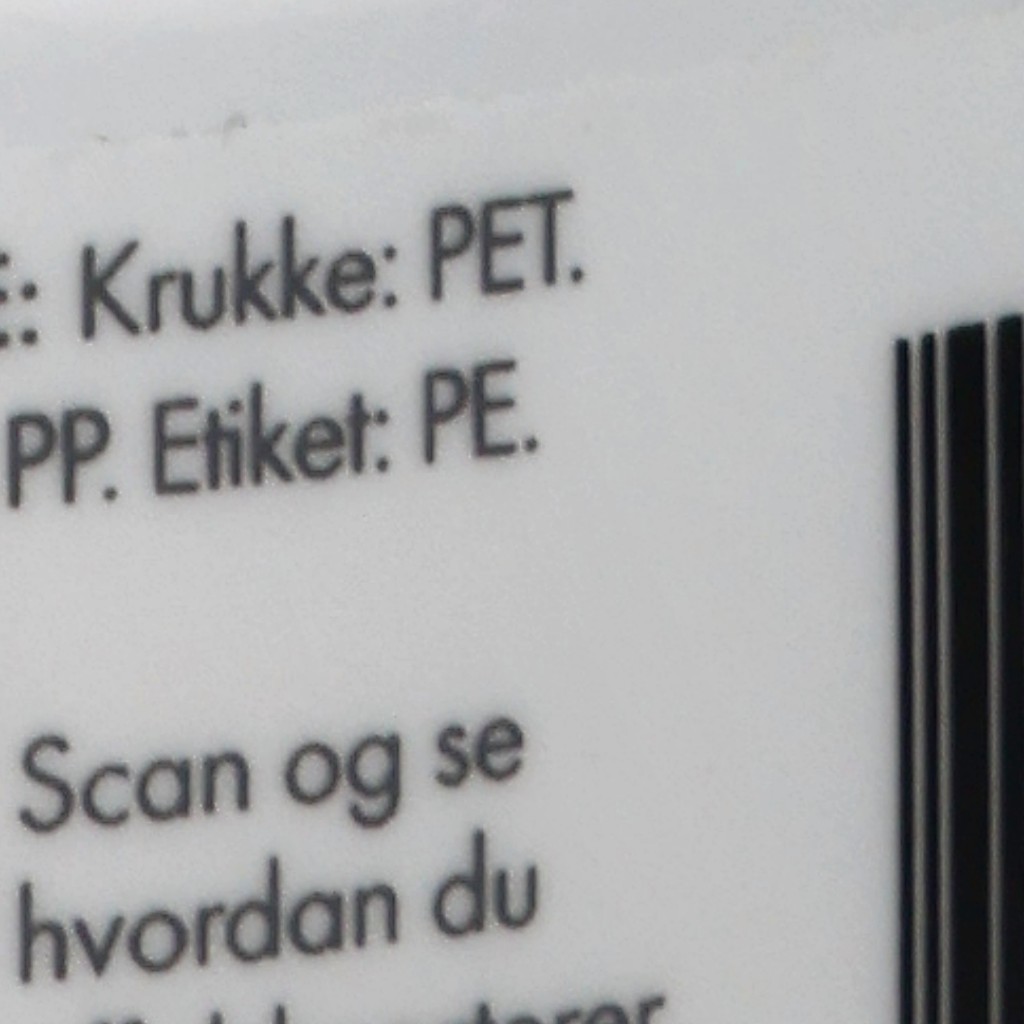 : Krukke: PET.
PP. Etiket: PE.
Scan og se
hvordan du